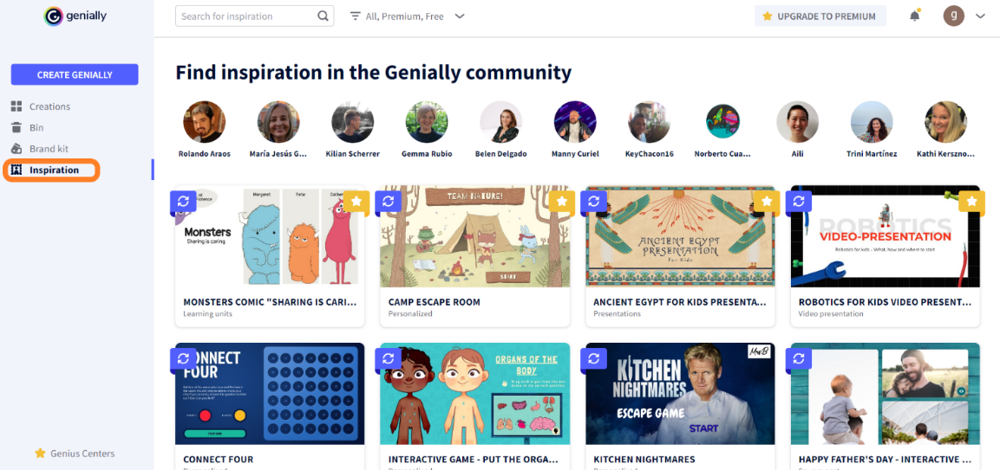 genially
Search for inspiration
All, Premium, Free
UPGRADE TO PREMIUM
g
CREATE GENIALLY
Creations
Bin
Brand kit
Inspiration
Genius Centers
Find inspiration in the Genially community
Rolando Araos
María Jesús G...
Kilian Scherrer
Gemma Rubio
Belen Delgado
Manny Curiel
KeyChacon16
Norberto Cua...
Aili
Trini Martínez
Kathi Kerszno...
Monsters
Sharing is caring
Margaret
Pete
MONSTERS COMIC "SHARING IS CARI...
Learning units
TEAM NATURE!
START
CAMP ESCAPE ROOM
Personalized
ANCIENT EGYPT
PRESENTATION
For Kids
ANCIENT EGYPT FOR KIDS PRESENTA...
Presentations
ROBOTICS
VIDEO-PRESENTATION
Robotics for kids - What, how and where to start
ROBOTICS FOR KIDS VIDEO PRESENT...
Video presentation
CONNECT
FOUR
CONNECT FOUR
ORGANS OF THE
BODY
INTERACTIVE GAME - PUT THE ORGA...
KITCHEN
NIGHTMARES
ESCAPE GAME
START
KITCHEN NIGHTMARES
HAPPY FATHER'S DAY - INTERACTIVE ...